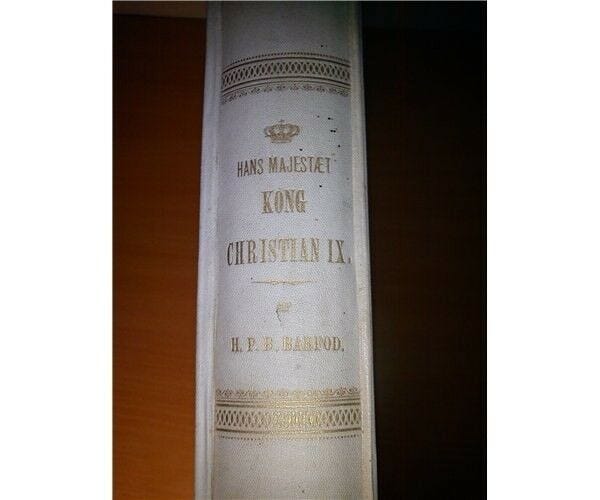 HANS MAJESTÆT
KONG
CHRISTIAN IX.
H. P. B. BARFOD.